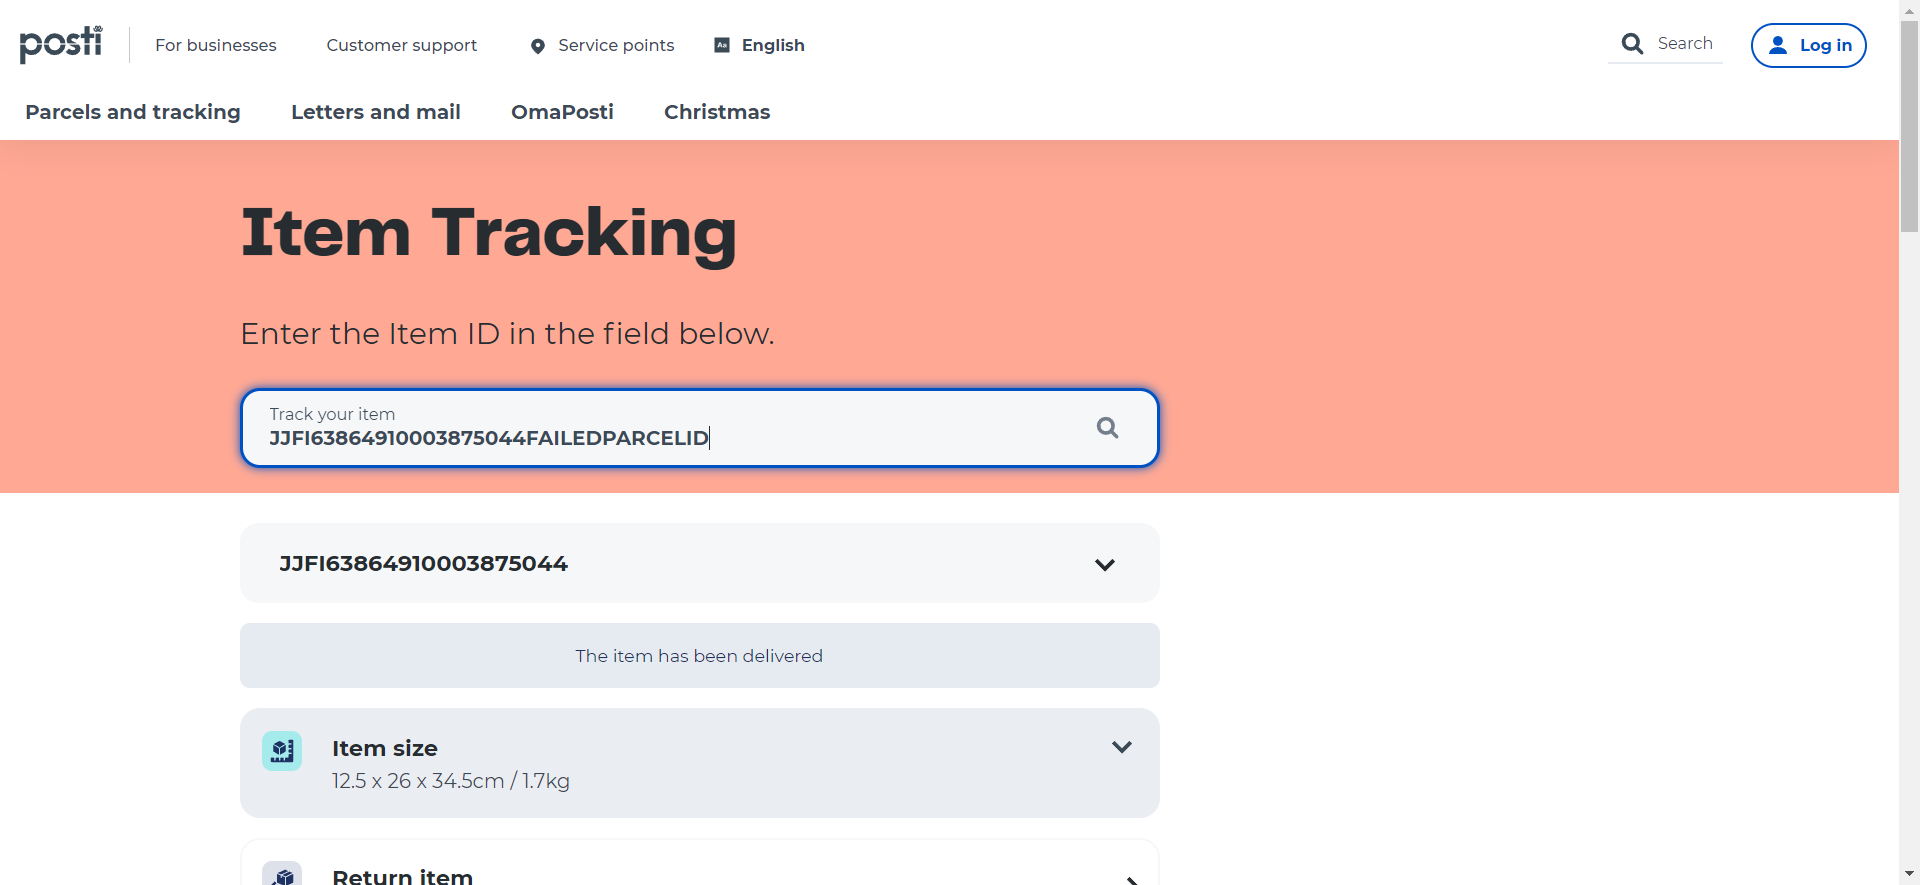 posti
For businesses
Customer support
Service points
Aa
English
Search
Log in
Parcels and tracking
Letters and mail
OmaPosti
Christmas
Item Tracking
Enter the Item ID in the field below.
Track your item
JJFI63864910003875044FAILEDPARCELID
JJFI63864910003875044
The item has been delivered
Item size
12.5 x 26 x 34.5cm / 1.7kg
Return item